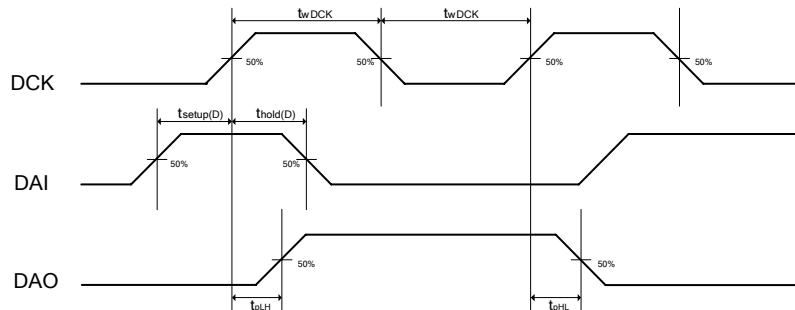 twDCK twDCK
50% 50% 50% 50%
DCK
tsetup(D) thold(D)
50% 50%
DAI
50% 50%
DAO
tpLH tpHL